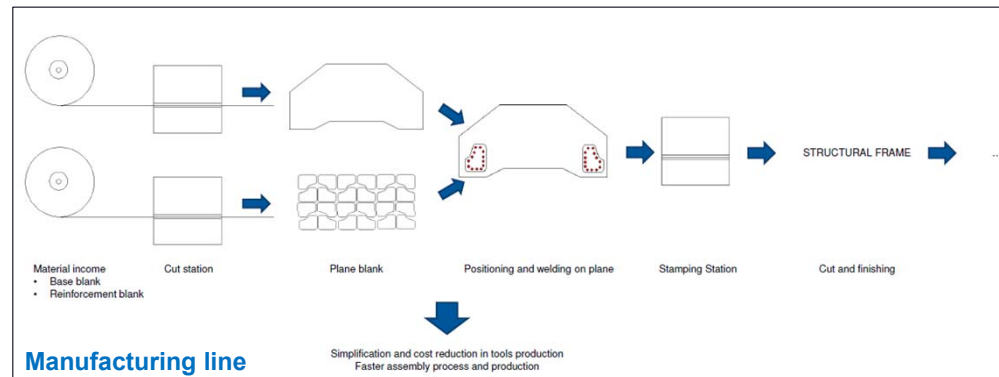 STRUCTURAL FRAME
...
Material income
• Base blank
• Reinforcement blank
Cut station
Plane blank
Positioning and welding on plane
Stamping Station
Cut and finishing
Simplification and cost reduction in tools production
Faster assembly process and production
Manufacturing line